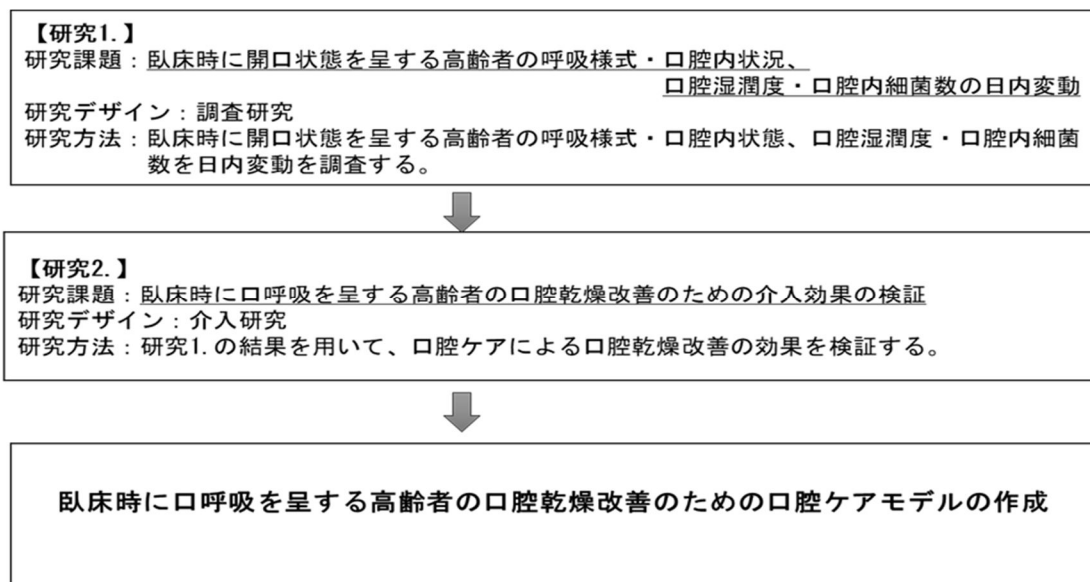 【研究1.】
研究課題：臥床時に開口状態を呈する高齢者の呼吸様式・口腔内状況、
口腔湿潤度・口腔内細菌数の日内変動
研究デザイン：調査研究
研究方法：臥床時に開口状態を呈する高齢者の呼吸様式・口腔内状態、口腔湿潤度・口腔内細菌
数を日内変動を調査する。
【研究2.】
研究課題：臥床時に口呼吸を呈する高齢者の口腔乾燥改善のための介入効果の検証
研究デザイン：介入研究
研究方法：研究1.の結果を用いて、口腔ケアによる口腔乾燥改善の効果を検証する。
臥床時に口呼吸を呈する高齢者の口腔乾燥改善のための口腔ケアモデルの作成